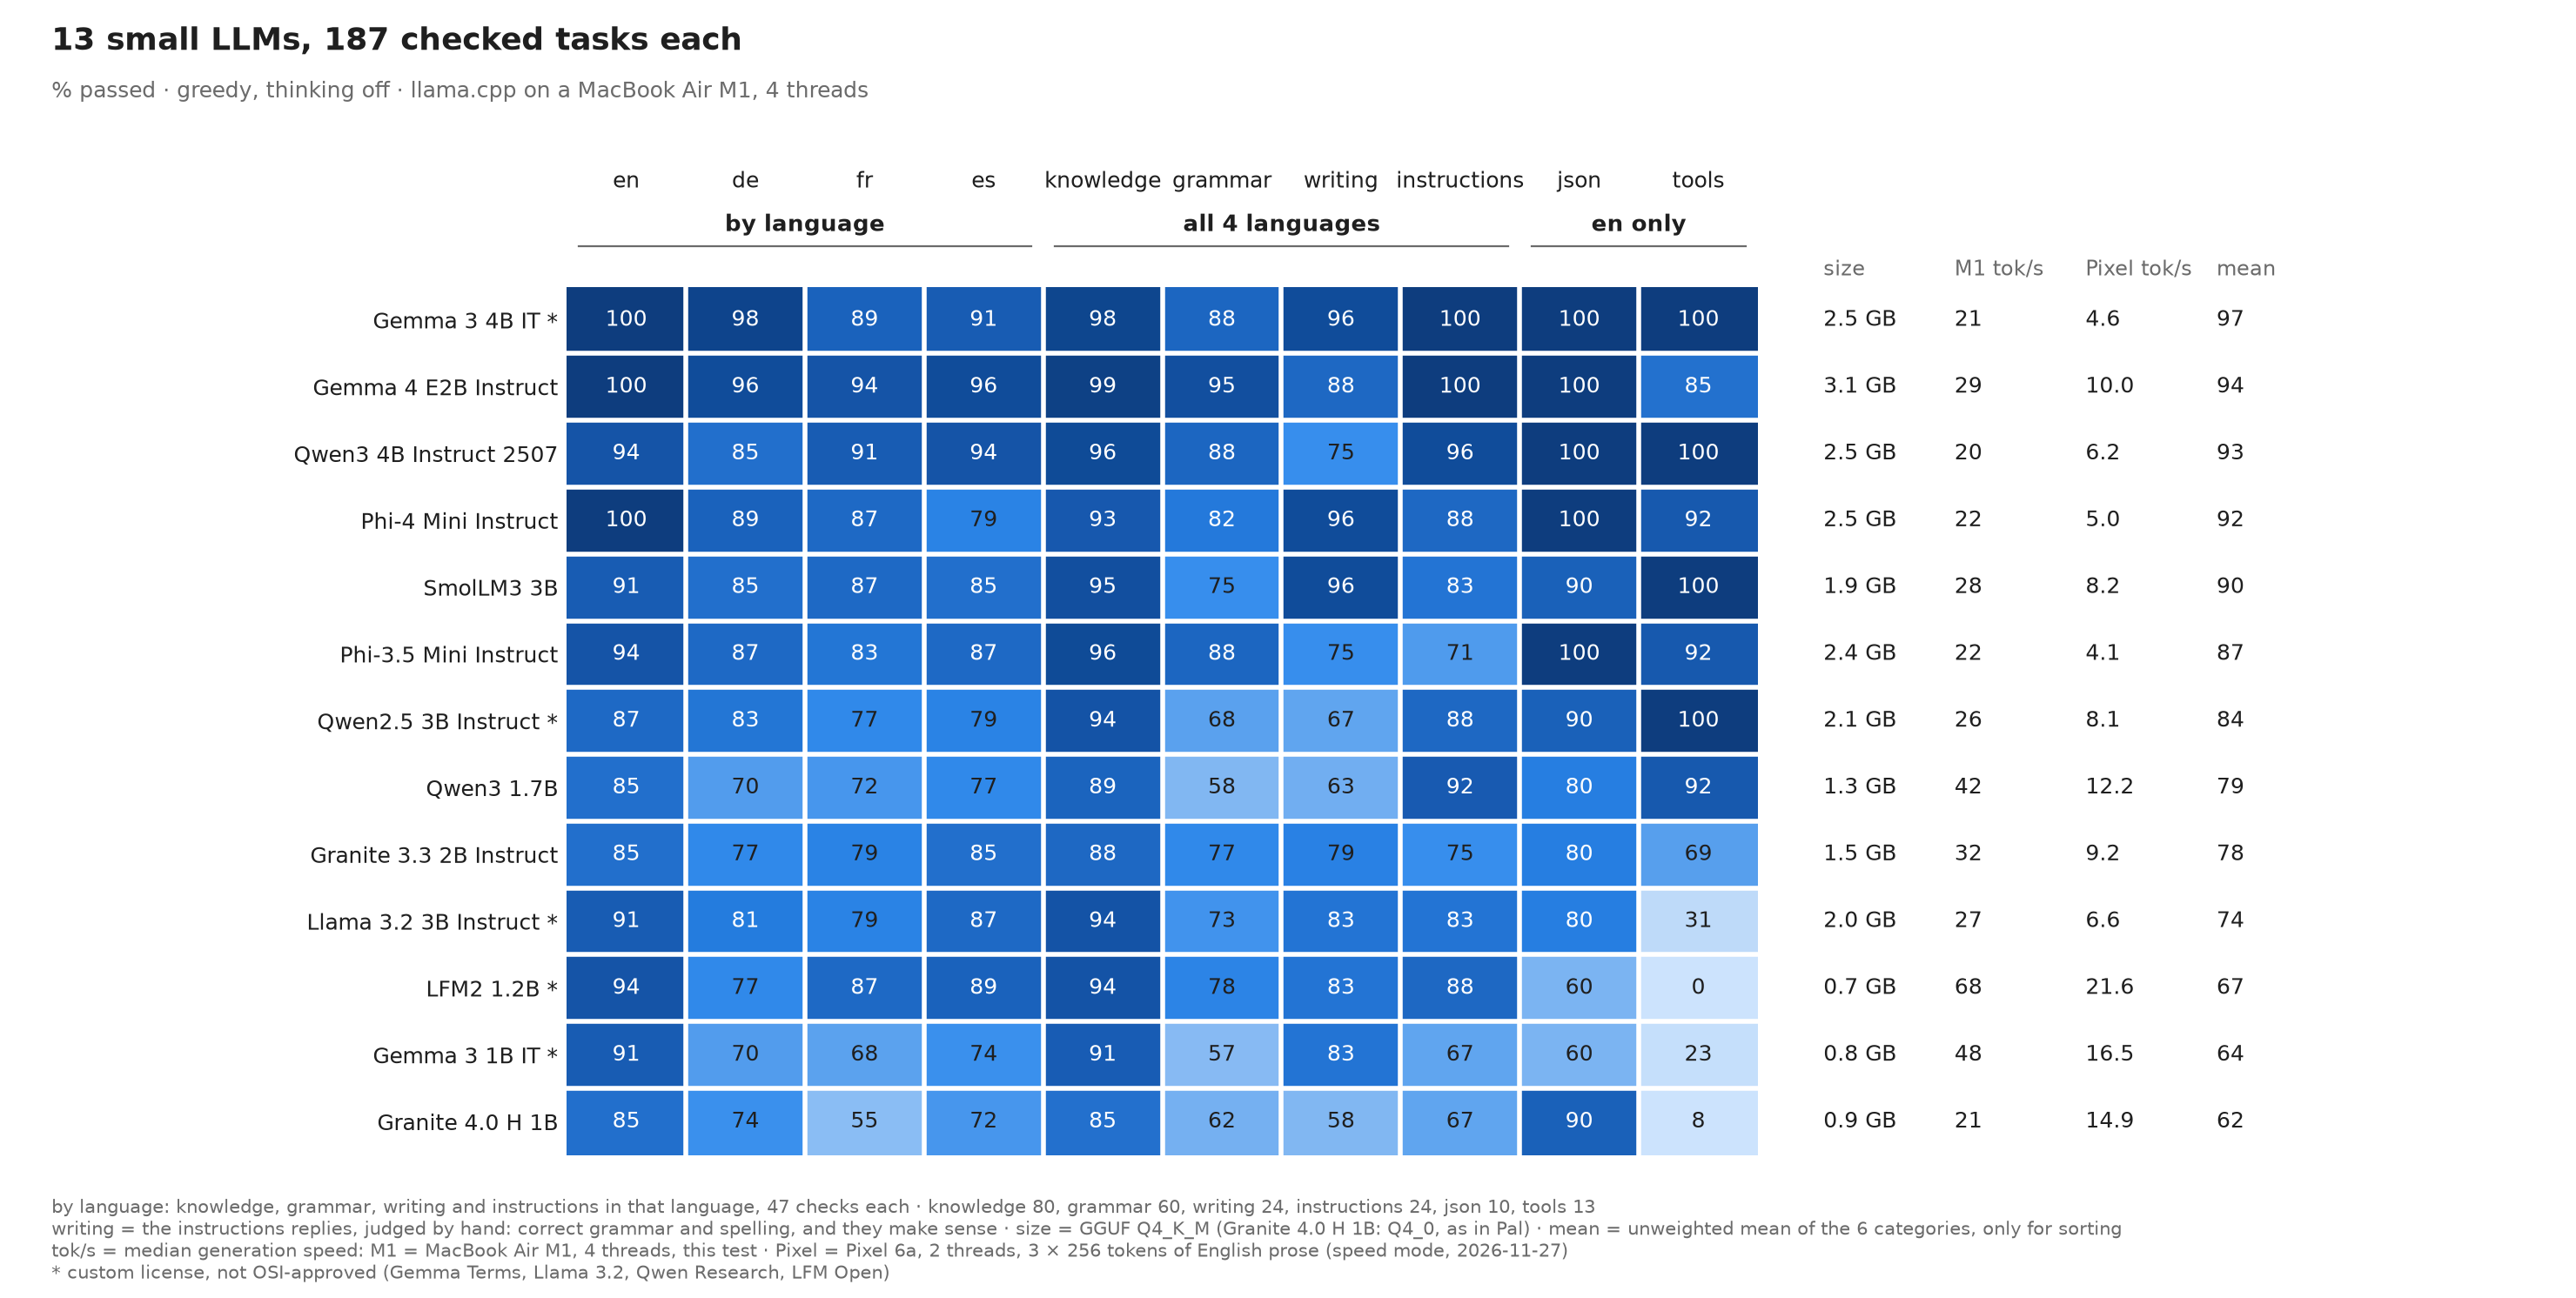 13 small LLMs, 187 checked tasks each
% passed · greedy, thinking off · llama.cpp on a MacBook Air M1, 4 threads
en de fr es knowledge grammar writing instructions json tools
by language all 4 languages en only
size M1 tok/s Pixel tok/s mean
Gemma 3 4B IT * 100 98 89 91 98 88 96 100 100 100 2.5 GB 21 4.6 97
Gemma 4 E2B Instruct 100 96 94 96 99 95 88 100 100 85 3.1 GB 29 10.0 94
Qwen3 4B Instruct 2507 94 85 91 94 96 88 75 96 100 100 2.5 GB 20 6.2 93
Phi-4 Mini Instruct 100 89 87 79 93 82 96 88 100 92 2.5 GB 22 5.0 92
SmolLM3 3B 91 85 87 85 95 75 96 83 90 100 1.9 GB 28 8.2 90
Phi-3.5 Mini Instruct 94 87 83 87 96 88 75 71 100 92 2.4 GB 22 4.1 87
Qwen2.5 3B Instruct * 87 83 77 79 94 68 67 88 90 100 2.1 GB 26 8.1 84
Qwen3 1.7B 85 70 72 77 89 58 63 92 80 92 1.3 GB 42 12.2 79
Granite 3.3 2B Instruct 85 77 79 85 88 77 79 75 80 69 1.5 GB 32 9.2 78
Llama 3.2 3B Instruct * 91 81 79 87 94 73 83 83 80 31 2.0 GB 27 6.6 74
LFM2 1.2B * 94 77 87 89 94 78 83 88 60 0 0.7 GB 68 21.6 67
Gemma 3 1B IT * 91 70 68 74 91 57 83 67 60 23 0.8 GB 48 16.5 64
Granite 4.0 H 1B 85 74 55 72 85 62 58 67 90 8 0.9 GB 21 14.9 62
by language: knowledge, grammar, writing and instructions in that language, 47 checks each · knowledge 80, grammar 60, writing 24, instructions 24, json 10, tools 13
writing = the instructions replies, judged by hand: correct grammar and spelling, and they make sense · size = GGUF Q4_K_M (Granite 4.0 H 1B: Q4_0, as in Pal) · mean = unweighted mean of the 6 categories, only for sorting
tok/s = median generation speed: M1 = MacBook Air M1, 4 threads, this test · Pixel = Pixel 6a, 2 threads, 3 × 256 tokens of English prose (speed mode, 2026-11-27)
* custom license, not OSI-approved (Gemma Terms, Llama 3.2, Qwen Research, LFM Open)